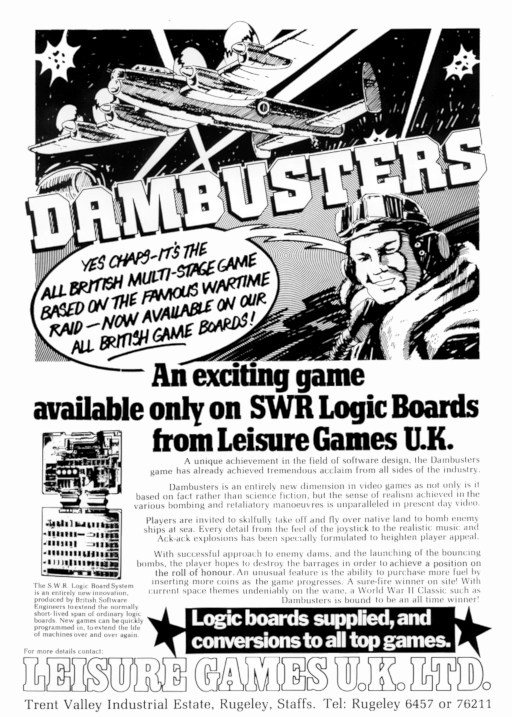 DAMBUSTERS
YES CHAPS-IT'S THE
ALL BRITISH MULTI-STAGE GAME
BASED ON THE FAMOUS WARTIME
RAID – NOW AVAILABLE ON OUR
ALL BRITISH GAME BOARDS!
An exciting game
available only on SWR Logic Boards
from Leisure Games U.K.
A unique achievement in the field of software design, the Dambusters
game has already achieved tremendous acclaim from all sides of the industry.
Dambusters is an entirely new dimension in video games as not only is it
based on fact rather than science fiction, but the sense of realism achieved in the
various bombing and retaliatory manoeuvres is unparalleled in present day video.
Players are invited to skilfully take off and fly over native land to bomb enemy
ships at sea. Every detail from the feel of the joystick to the realistic music and
Ack-ack explosions has been specially formulated to heighten player appeal.
With successful approach to enemy dams, and the launching of the bouncing
bombs, the player hopes to destroy the barrages in order to achieve a position on
the roll of honour. An unusual feature is the ability to purchase more fuel by
inserting more coins as the game progresses. A sure-fire winner on site! With
current space themes undeniably on the wane, a World War II Classic such as
Dambusters is bound to be an all time winner!
The S.W.R. Logic Board System
is an entirely new innovation,
produced by British Software
Engineers to extend the normally
short-lived span of ordinary logic
boards. New games can be quickly
programmed in, to extend the life
of machines over and over again.
Logic boards supplied, and
conversions to all top games.
For more details contact:
LEISURE GAMES U.K. LTD.
Trent Valley Industrial Estate, Rugeley, Staffs. Tel: Rugeley 6457 or 76211